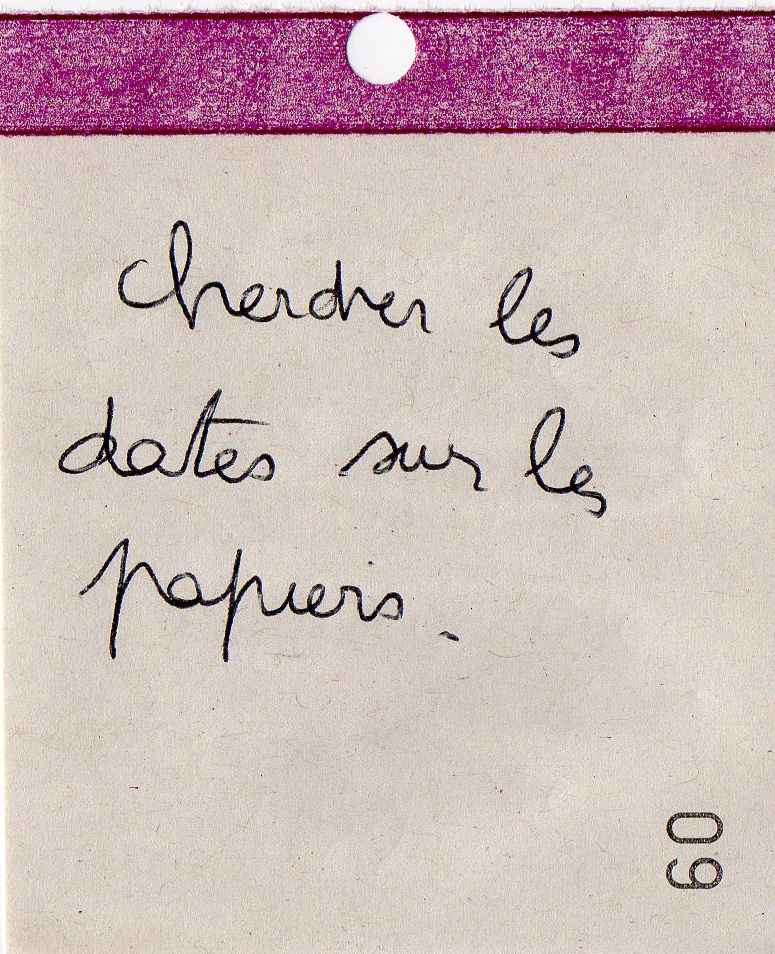 chercher les
dates sur les
papiers.
60